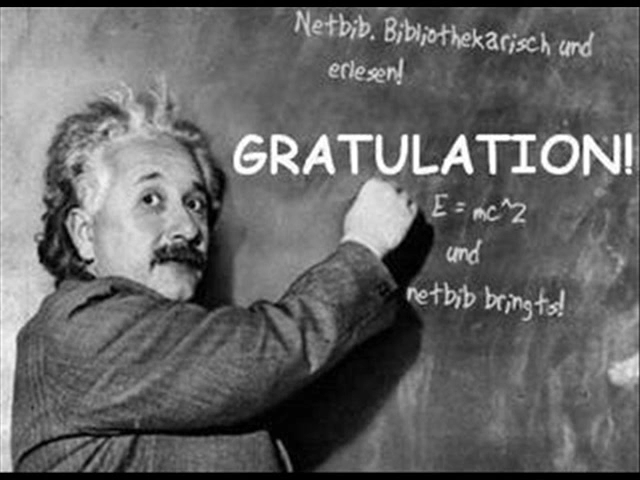 Netbib. Bibliothekarisch und
erlesen!
GRATULATION!
E = mc^2
und
netbib bringts!